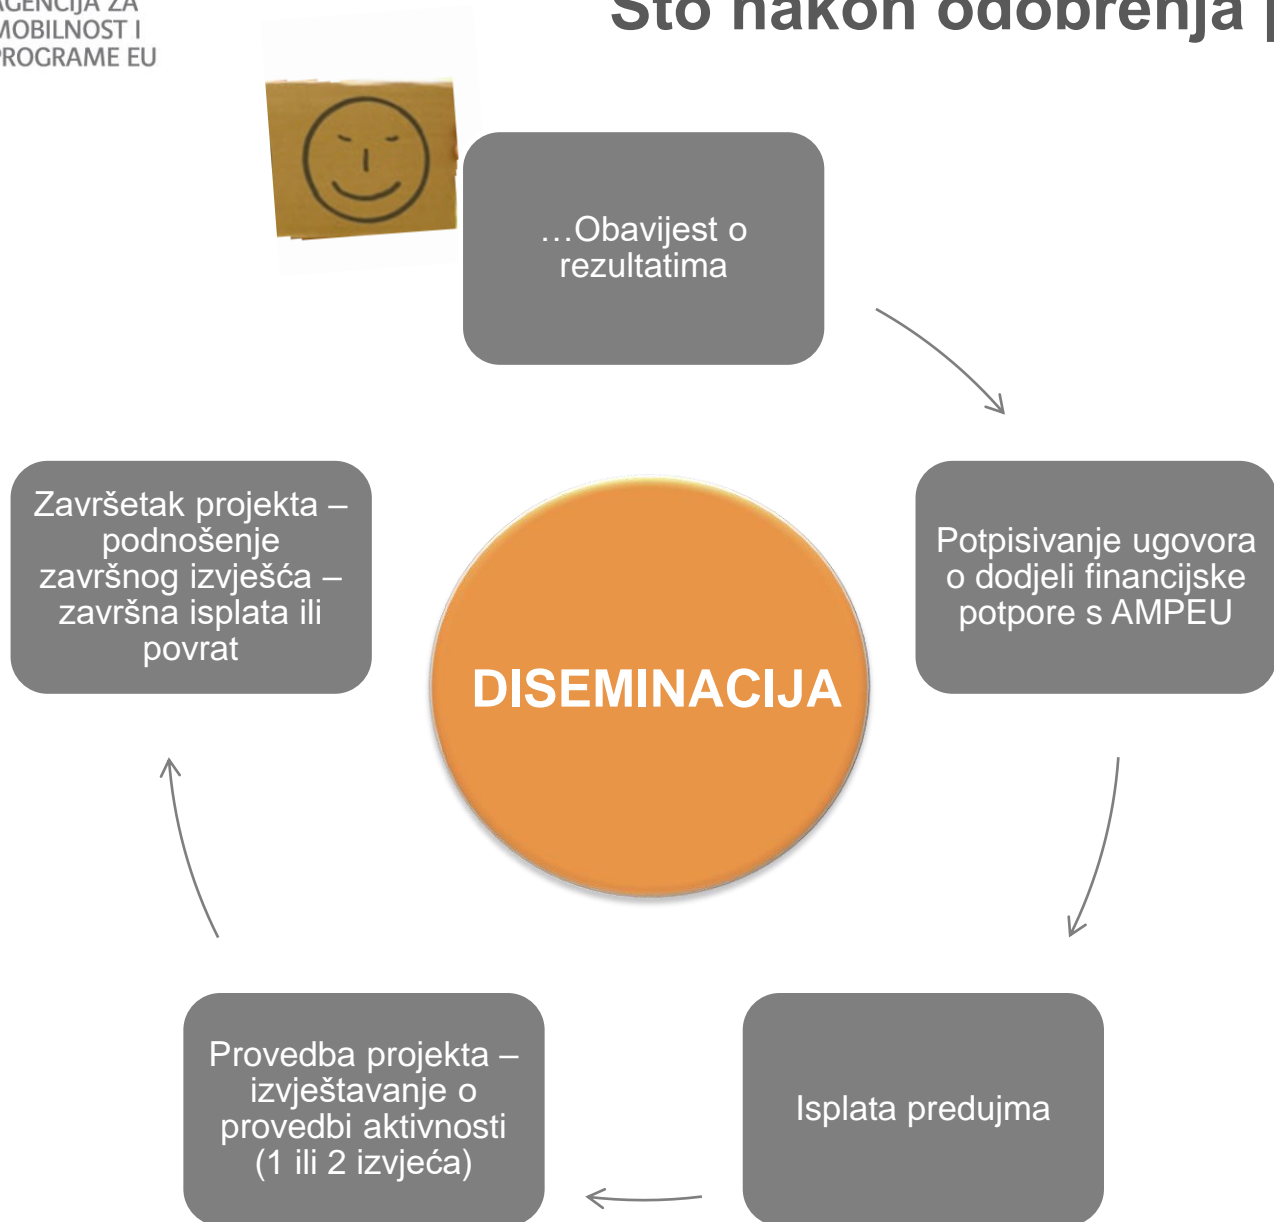 AGENCIJA ZA
MOBILNOST I
PROGRAME EU
Što nakon odobrenja
…Obavijest o
rezultatima
Potpisivanje ugovora
o dodjeli financijske
potpore s AMPEU
Isplata predujma
Provedba projekta –
izvještavanje o
provedbi aktivnosti
(1 ili 2 izvjeća)
Završetak projekta –
podnošenje
završnog izvješća –
završna isplata ili
povrat
DISEMINACIJA